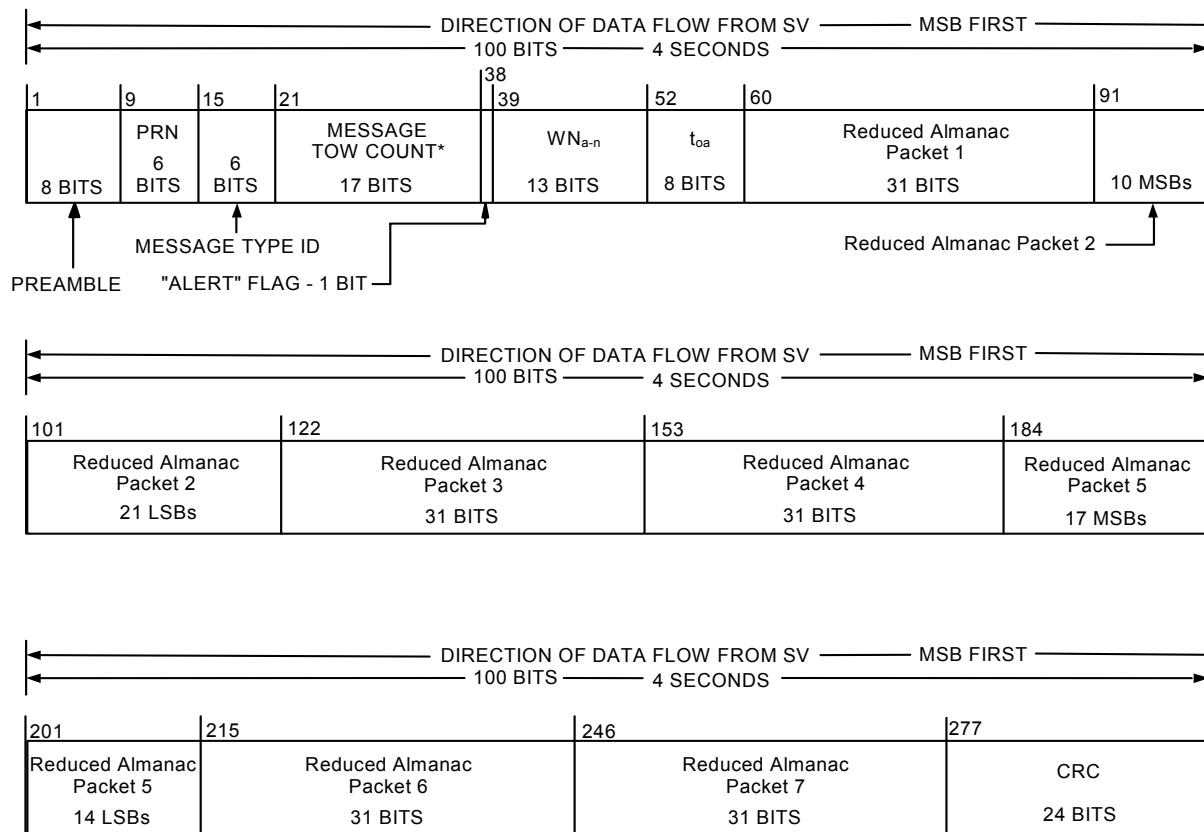 DIRECTION OF DATA FLOW FROM SV MSB FIRST
100 BITS 4 SECONDS
1 9 15 21 38 39 52 60 91
8 BITS
PRN
6
BITS
6
BITS
MESSAGE
TOW COUNT*
17 BITS
WNa-n
13 BITS
toa
8 BITS
Reduced Almanac
Packet 1
31 BITS
10 MSBs
MESSAGE TYPE ID
Reduced Almanac Packet 2
PREAMBLE
"ALERT" FLAG - 1 BIT
DIRECTION OF DATA FLOW FROM SV MSB FIRST
100 BITS 4 SECONDS
101 122 153 184
Reduced Almanac
Packet 2
21 LSBs
Reduced Almanac
Packet 3
31 BITS
Reduced Almanac
Packet 4
31 BITS
Reduced Almanac
Packet 5
17 MSBs
DIRECTION OF DATA FLOW FROM SV MSB FIRST
100 BITS 4 SECONDS
201 215 246 277
Reduced Almanac
Packet 5
14 LSBs
Reduced Almanac
Packet 6
31 BITS
Reduced Almanac
Packet 7
31 BITS
CRC
24 BITS